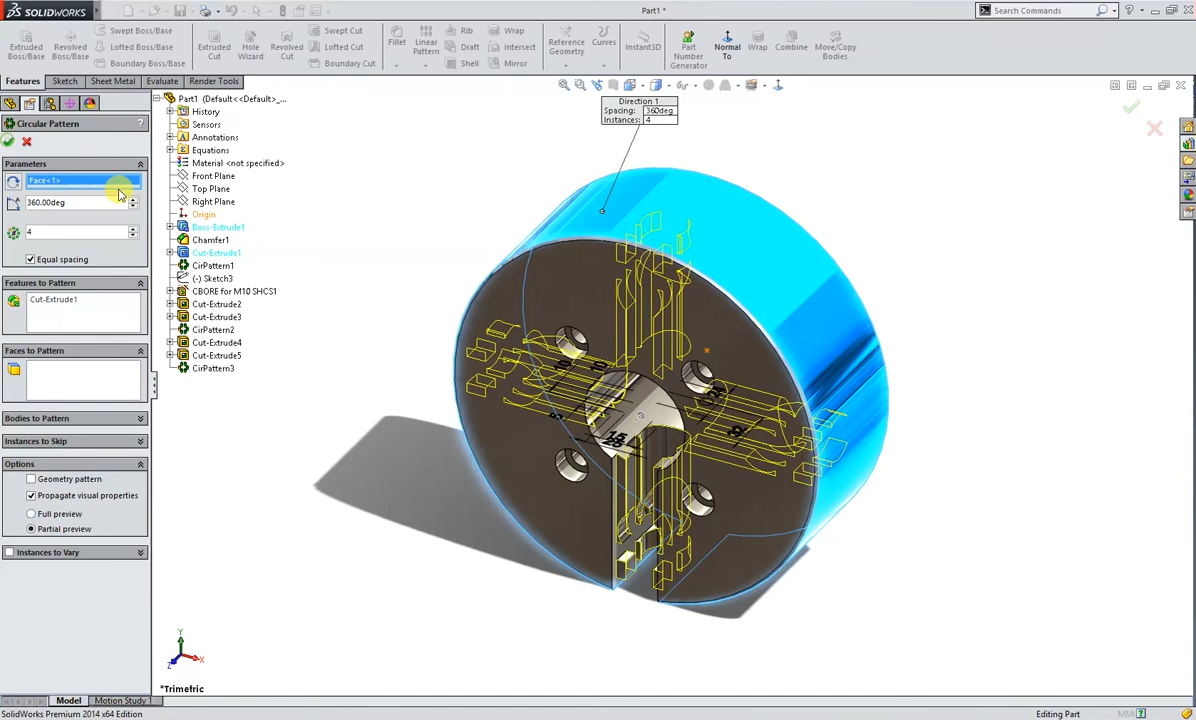 SOLIDWORKS
Part1 *
Search Commands
Extruded Boss/Base
Revolved Boss/Base
Swept Boss/Base
Lofted Boss/Base
Boundary Boss/Base
Extruded Cut
Hole Wizard
Revolved Cut
Swept Cut
Lofted Cut
Boundary Cut
Fillet
Linear Pattern
Rib
Draft
Shell
Wrap
Intersect
Mirror
Reference Geometry
Curves
Instant3D
Part Number Generator
Normal To
Wrap
Combine
Move/Copy Bodies
Features
Sketch
Sheet Metal
Evaluate
Render Tools
Circular Pattern
?
Parameters
Face<1>
360.00deg
4
Equal spacing
Features to Pattern
Cut-Extrude1
Faces to Pattern
Bodies to Pattern
Instances to Skip
Options
Geometry pattern
Propagate visual properties
Full preview
Partial preview
Instances to Vary
Part1 (Default<<Default>_...
History
Sensors
Annotations
Equations
Material <not specified>
Front Plane
Top Plane
Right Plane
Origin
Boss-Extrude1
Chamfer1
Cut-Extrude1
CirPattern1
(-) Sketch3
CBORE for M10 SHCS1
Cut-Extrude2
Cut-Extrude3
CirPattern2
Cut-Extrude4
Cut-Extrude5
CirPattern3
Direction 1
Spacing: 360deg
Instances: 4
Y
X
Z
*Trimetric
Model
Motion Study 1
SolidWorks Premium 2014 x64 Edition
Editing Part